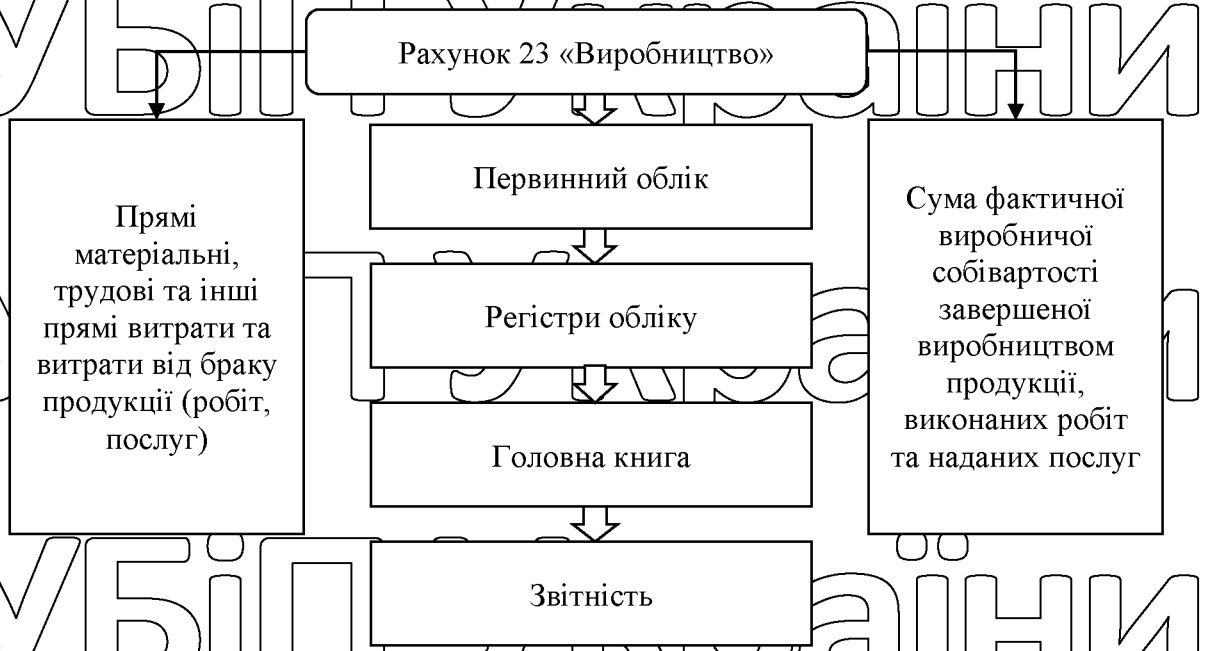 Рахунок 23 «Виробництво»
Прямі
матеріальні,
трудові та інші
прямі витрати та
витрати від браку
продукції (робіт,
послуг)
Первинний облік
Регістри обліку
Головна книга
Звітність
Сума фактичної
виробничої
собівартості
завершеної
виробництвом
продукції,
виконаних робіт
та наданих послуг